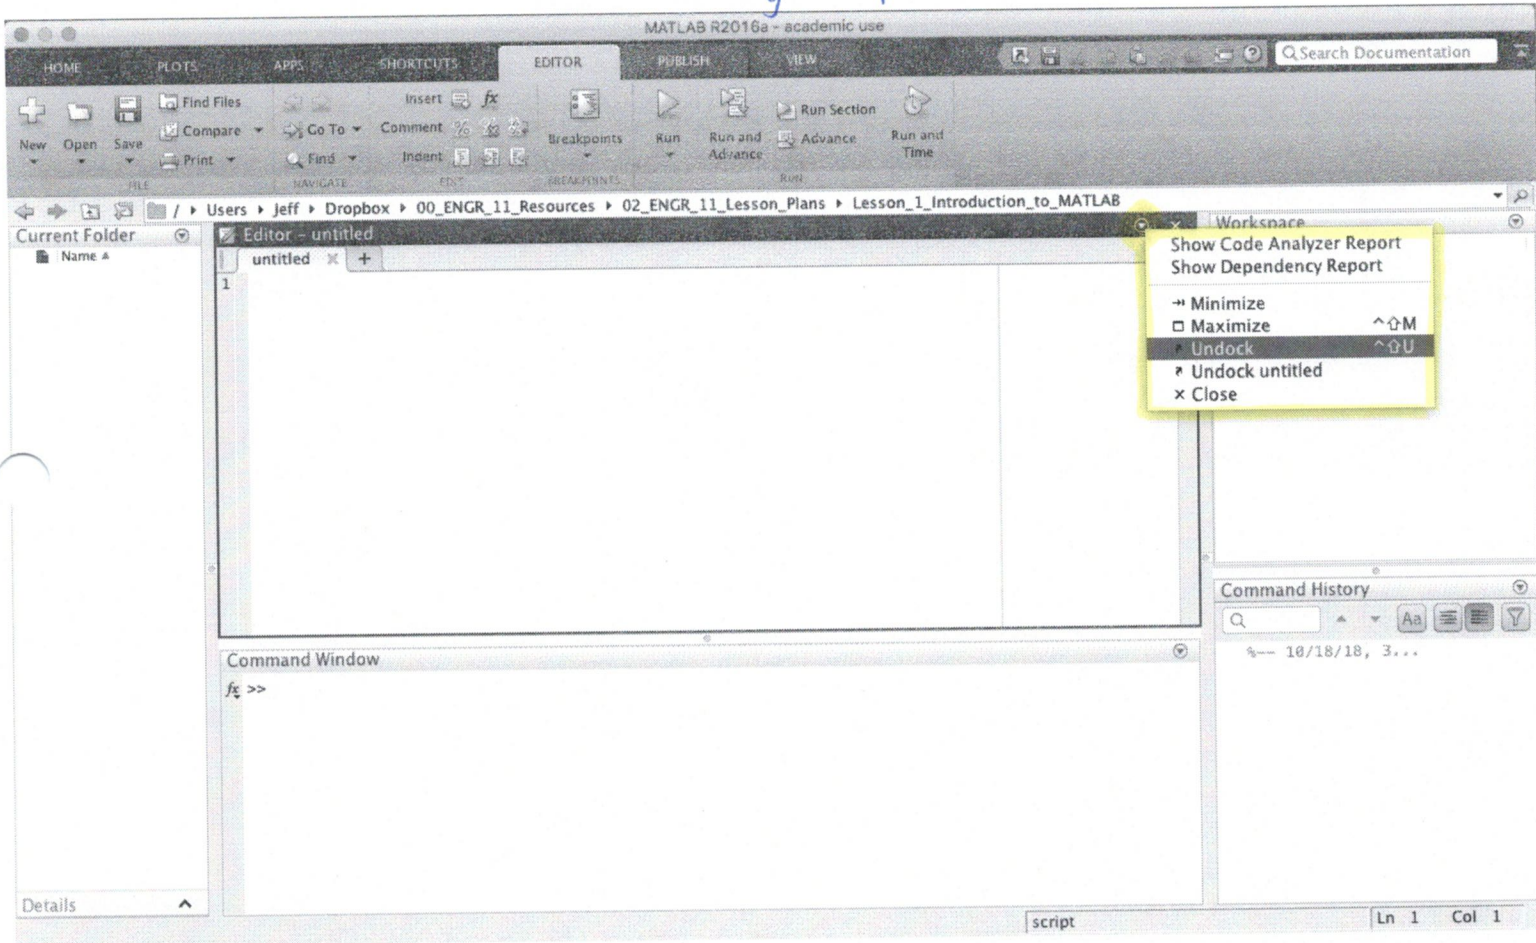 MATLAB R2016a - academic use
HOME PLOTS APPS SHORTCUTS EDITOR PUBLISH VIEW Search Documentation
New Open Save Find Files Compare Print
Go To Find
Insert fx
Comment
Indent
Breakpoints Run Run and Advance Run Section Advance Run and Time
FILE NAVIGATE EDIT BREAKPOINTS RUN
/ Users Jeff Dropbox 00_ENGR_11_Resources 02_ENGR_11_Lesson_Plans Lesson_1_Introduction_to_MATLAB
Current Folder
Name
Editor - untitled
untitled × +
1
Workspace
Show Code Analyzer Report
Show Dependency Report
Minimize
Maximize ^⇧M
Undock ^⇧U
Undock untitled
× Close
Command History
Aa
%-- 10/18/18, 3...
Command Window
fx >>
Details
script Ln 1 Col 1